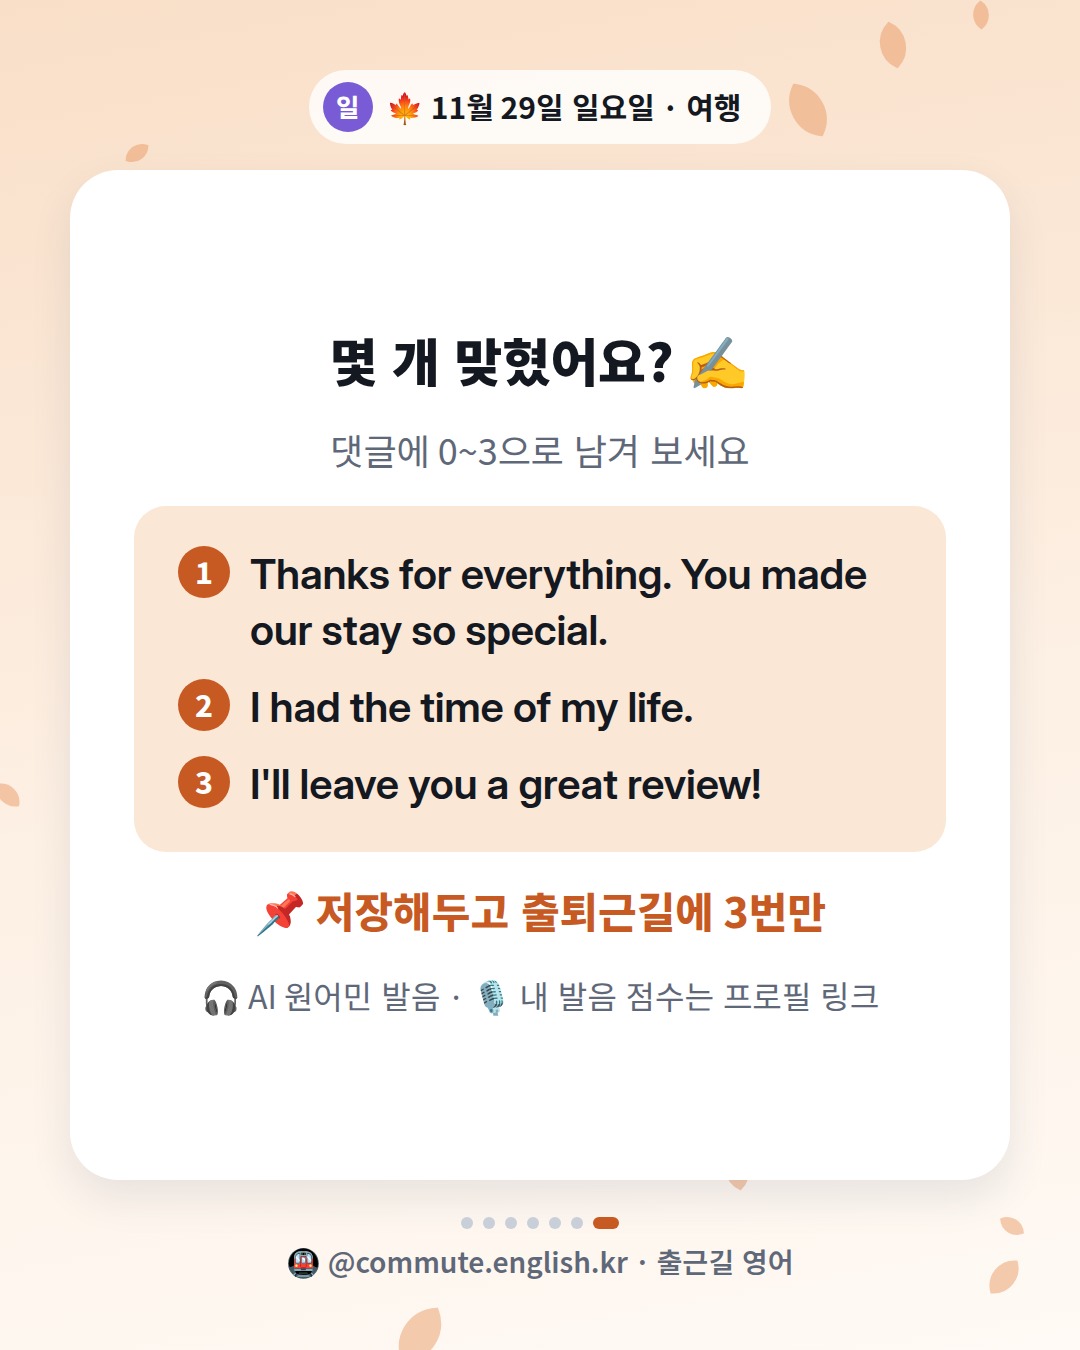 일 🍁 11월 29일 일요일 · 여행
몇 개 맞혔어요? ✍️
댓글에 0~3으로 남겨 보세요
1 Thanks for everything. You made
our stay so special.
2 I had the time of my life.
3 I'll leave you a great review!
📌 저장해두고 출퇴근길에 3번만
🎧 AI 원어민 발음 · 🎙️ 내 발음 점수는 프로필 링크
🚇 @commute.english.kr · 출근길 영어